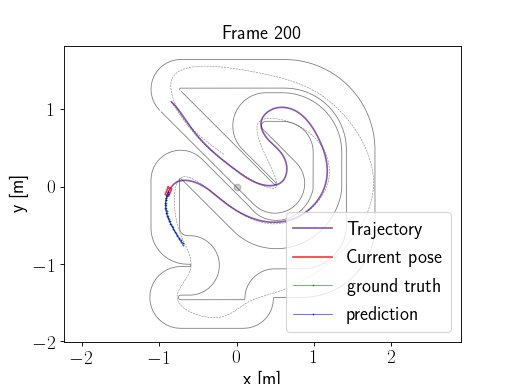 Frame 200
y [m]
1
0
−1
−2
−2
−1
0
1
2
x [m]
Trajectory
Current pose
ground truth
prediction